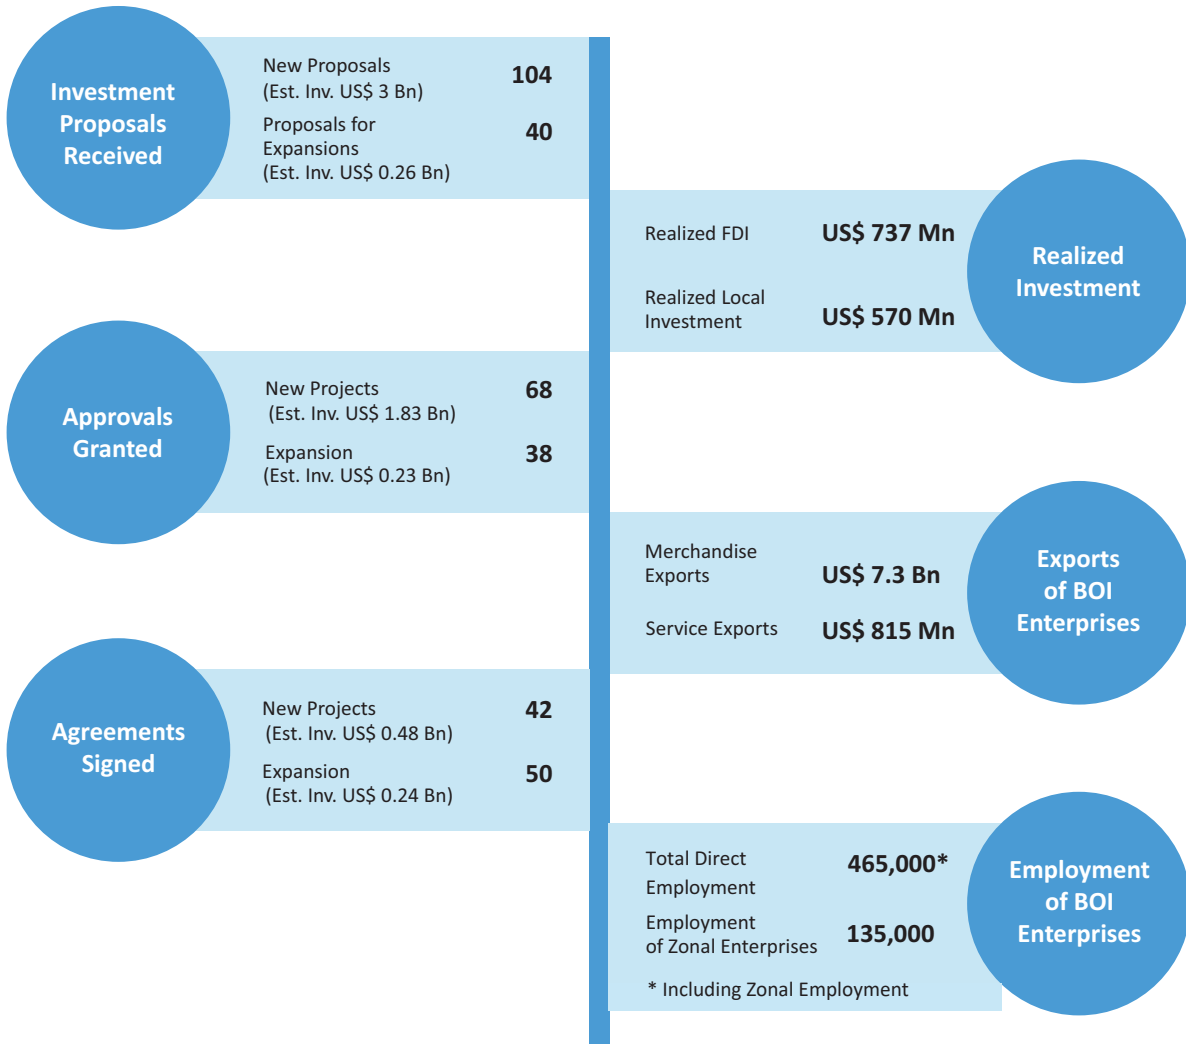 Investment
Proposals
Received
New Proposals 104
(Est. Inv. US$ 3 Bn)
Proposals for 40
Expansions
(Est. Inv. US$ 0.26 Bn)
Realized FDI US$ 737 Mn
Realized Local
Investment US$ 570 Mn
Realized
Investment
Approvals
Granted
New Projects 68
(Est. Inv. US$ 1.83 Bn)
Expansion 38
(Est. Inv. US$ 0.23 Bn)
Merchandise
Exports US$ 7.3 Bn
Service Exports US$ 815 Mn
Exports
of BOI
Enterprises
Agreements
Signed
New Projects 42
(Est. Inv. US$ 0.48 Bn)
Expansion 50
(Est. Inv. US$ 0.24 Bn)
Total Direct 465,000*
Employment
Employment
of Zonal Enterprises 135,000
* Including Zonal Employment
Employment
of BOI
Enterprises